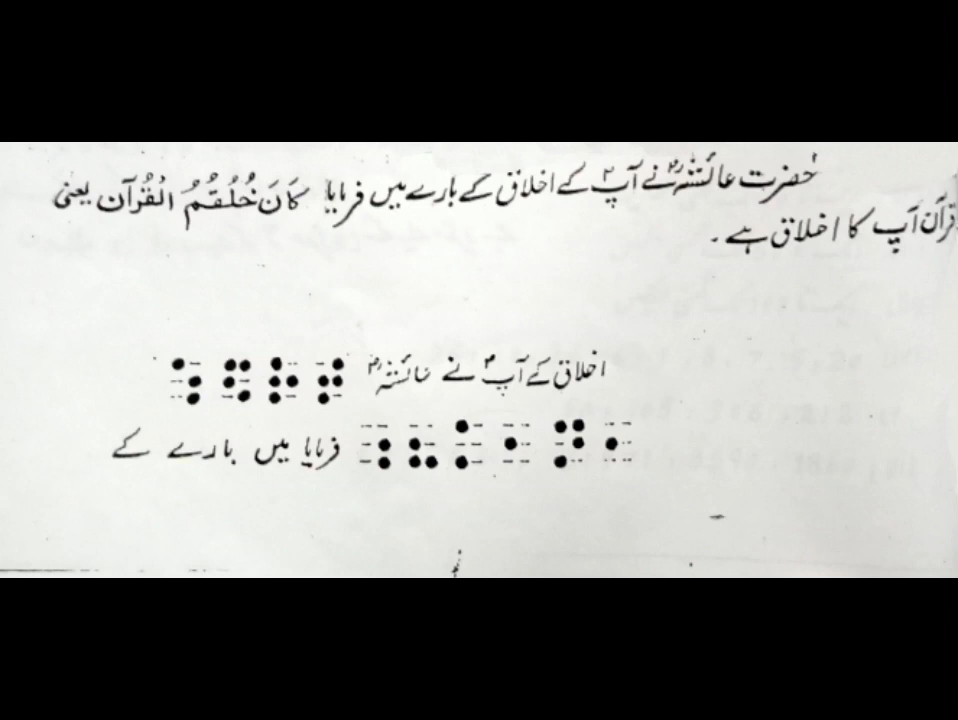 حضرت عائشہؓ نے آپؐ کے اخلاق کے بارے میں فرمایا کَانَ خُلُقُہُمُ الْقُرْآن یعنی
قرآن آپ کا اخلاق ہے ۔
اخلاق کے آپؐ نے عائشہؓ
فرمایا میں بارے کے